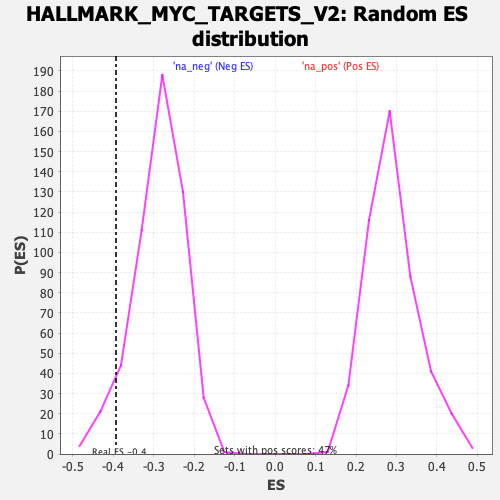 HALLMARK_MYC_TARGETS_V2: Random ES
distribution
'na_neg' (Neg ES)
'na_pos' (Pos ES)
190
180
170
160
150
140
130
120
110
100
90
80
70
60
50
40
30
20
10
0
P(ES)
Real ES -0.4
Sets with pos scores: 47%
-0.5 -0.4 -0.3 -0.2 -0.1 0.0 0.1 0.2 0.3 0.4 0.5
ES